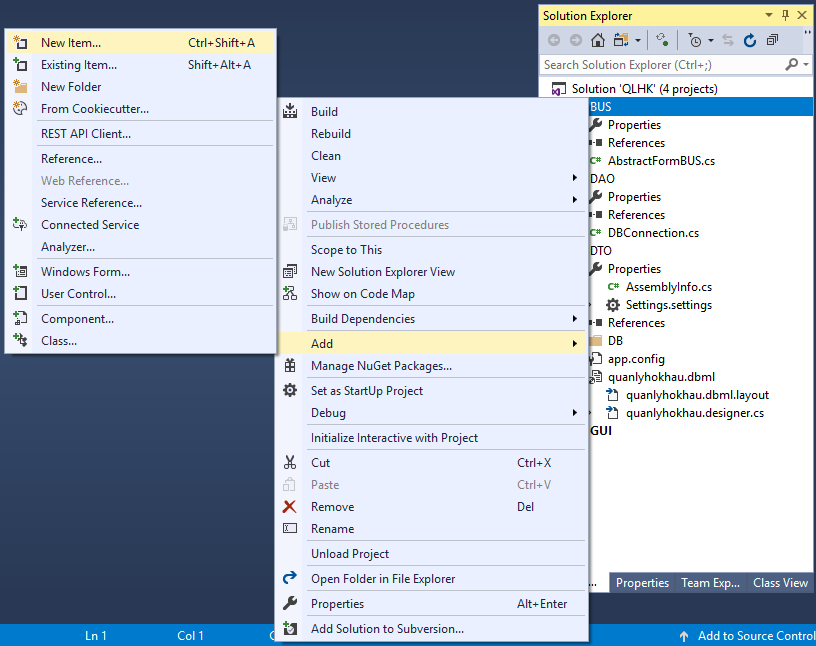 Solution Explorer
Search Solution Explorer (Ctrl+;)
Solution 'QLHK' (4 projects)
BUS
Properties
References
AbstractFormBUS.cs
DAO
Properties
References
DBConnection.cs
DTO
Properties
AssemblyInfo.cs
Settings.settings
References
DB
app.config
quanlyhokhau.dbml
quanlyhokhau.dbml.layout
quanlyhokhau.designer.cs
GUI
... Properties Team Exp... Class View
New Item... Ctrl+Shift+A
Existing Item... Shift+Alt+A
New Folder
From Cookiecutter...
REST API Client...
Reference...
Web Reference...
Service Reference...
Connected Service
Analyzer...
Windows Form...
User Control...
Component...
Class...
Build
Rebuild
Clean
View
Analyze
Publish Stored Procedures
Scope to This
New Solution Explorer View
Show on Code Map
Build Dependencies
Add
Manage NuGet Packages...
Set as StartUp Project
Debug
Initialize Interactive with Project
Cut Ctrl+X
Paste Ctrl+V
Remove Del
Rename
Unload Project
Open Folder in File Explorer
Properties Alt+Enter
Add Solution to Subversion...
Ln 1 Col 1 Add to Source Control